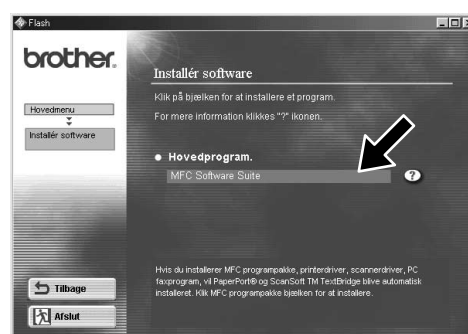 Flash
brother.
Installér software
Klik på bjælken for at installere et program.
For mere information klikkes "?" ikonen.
Hovedmenu
Installér software
Hovedprogram.
MFC Software Suite
?
Hvis du installerer MFC programpakke, printerdriver, scannerdriver, PC
faxprogram, vil PaperPort® og ScanSoft TM TextBridge blive automatisk
installeret. Klik MFC programpakke bjælken for at installere.
Tilbage
Afslut